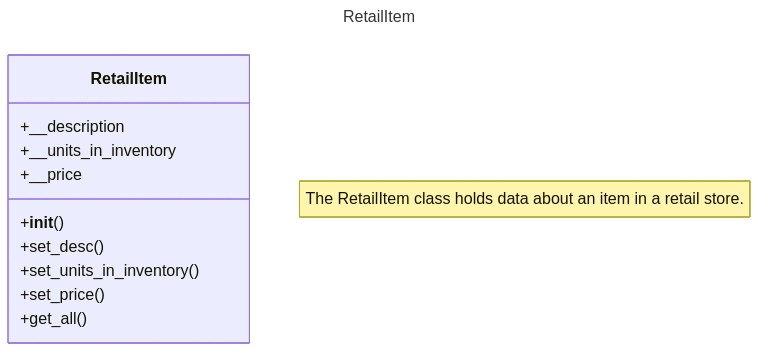 RetailItem
RetailItem
+__description
+__units_in_inventory
+__price
+init()
+set_desc()
+set_units_in_inventory()
+set_price()
+get_all()
The RetailItem class holds data about an item in a retail store.